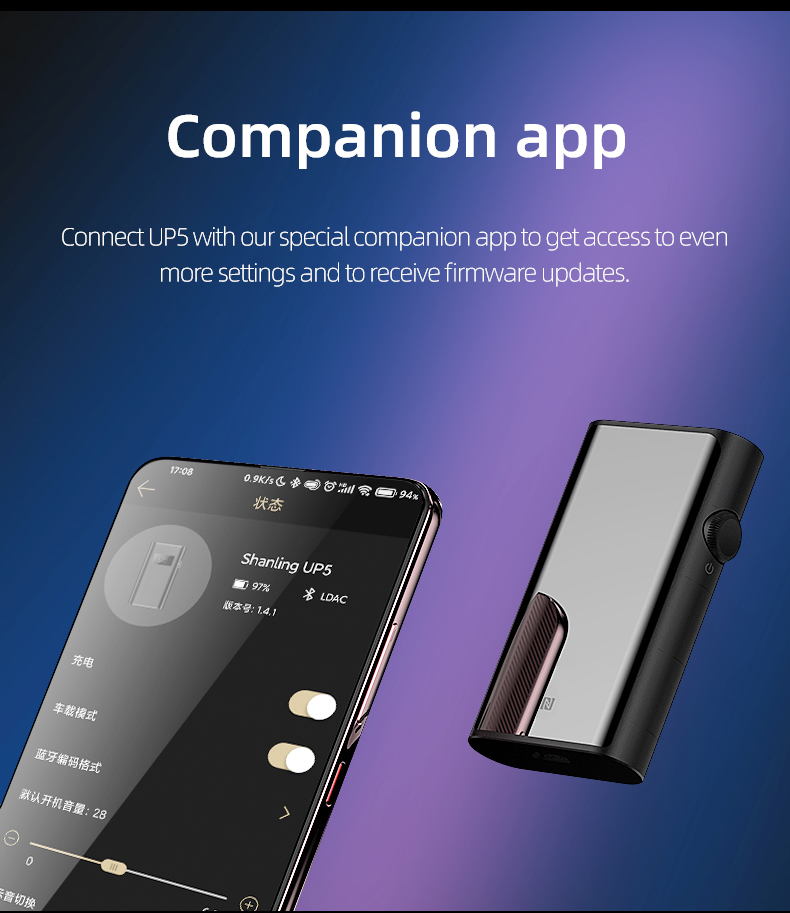 Companion app
Connect UP5 with our special companion app to get access to even
more settings and to receive firmware updates.
17:08
0.9K/s
94%
状态
Shanling UP5
97%
LDAC
版本号: 1.4.1
充电
车载模式
蓝牙编码格式
默认开机音量: 28
0
音切换